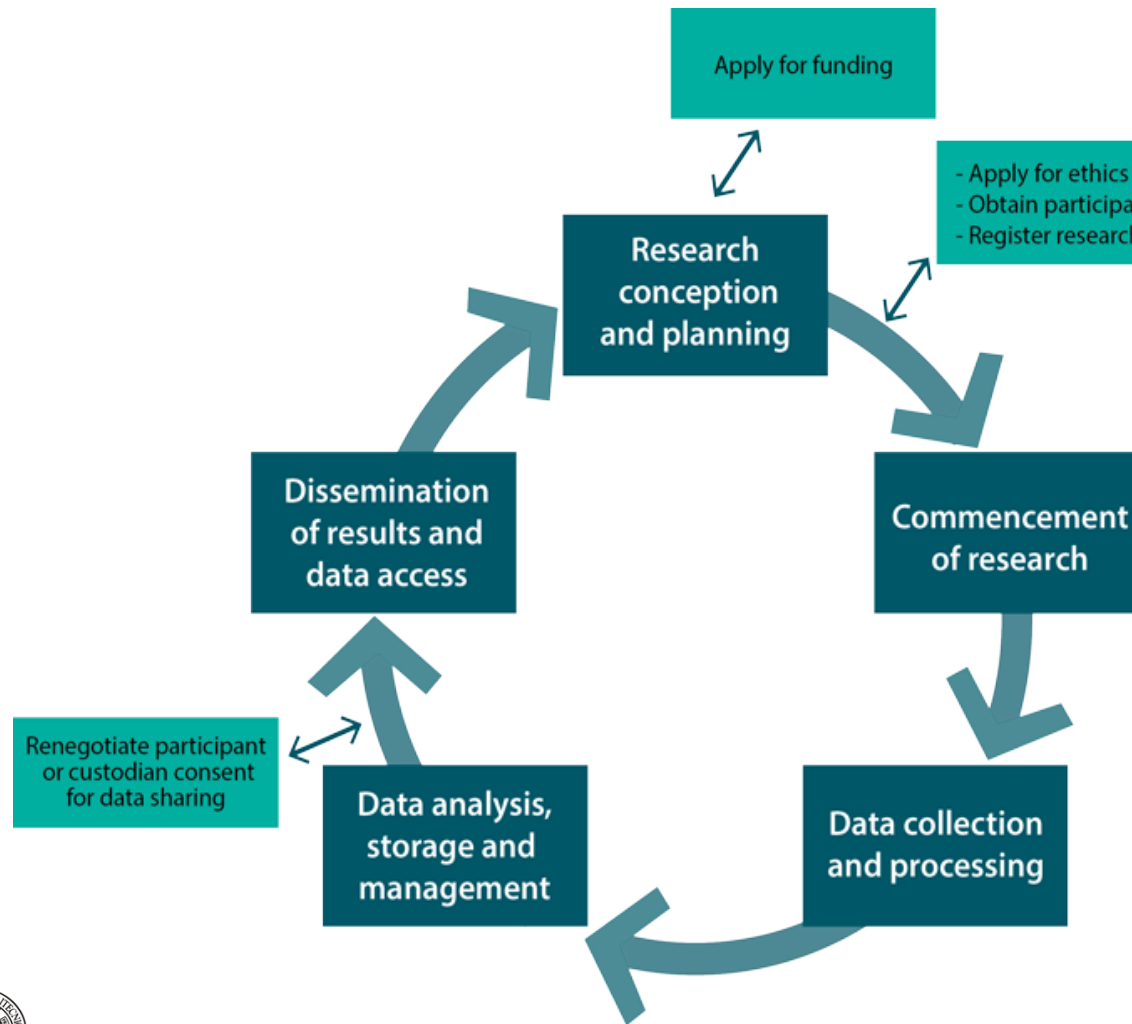 Apply for funding
- Apply for ethics
- Obtain
- Register
Research
conception
and planning
Dissemination
of results and
data access
Commencement
of research
Renegotiate participant
or custodian consent
for data sharing
Data analysis,
storage and
management
Data collection
and processing